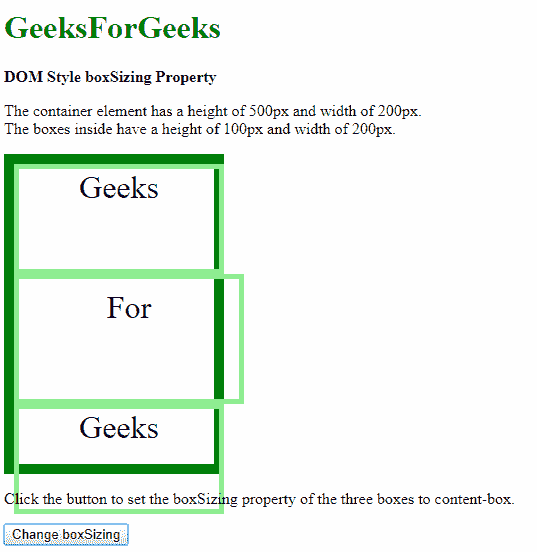 GeeksForGeeks
DOM Style boxSizing Property
The container element has a height of 500px and width of 200px.
The boxes inside have a height of 100px and width of 200px.
Geeks
For
Geeks
Click the button to set the boxSizing property of the three boxes to content-box.
Change boxSizing